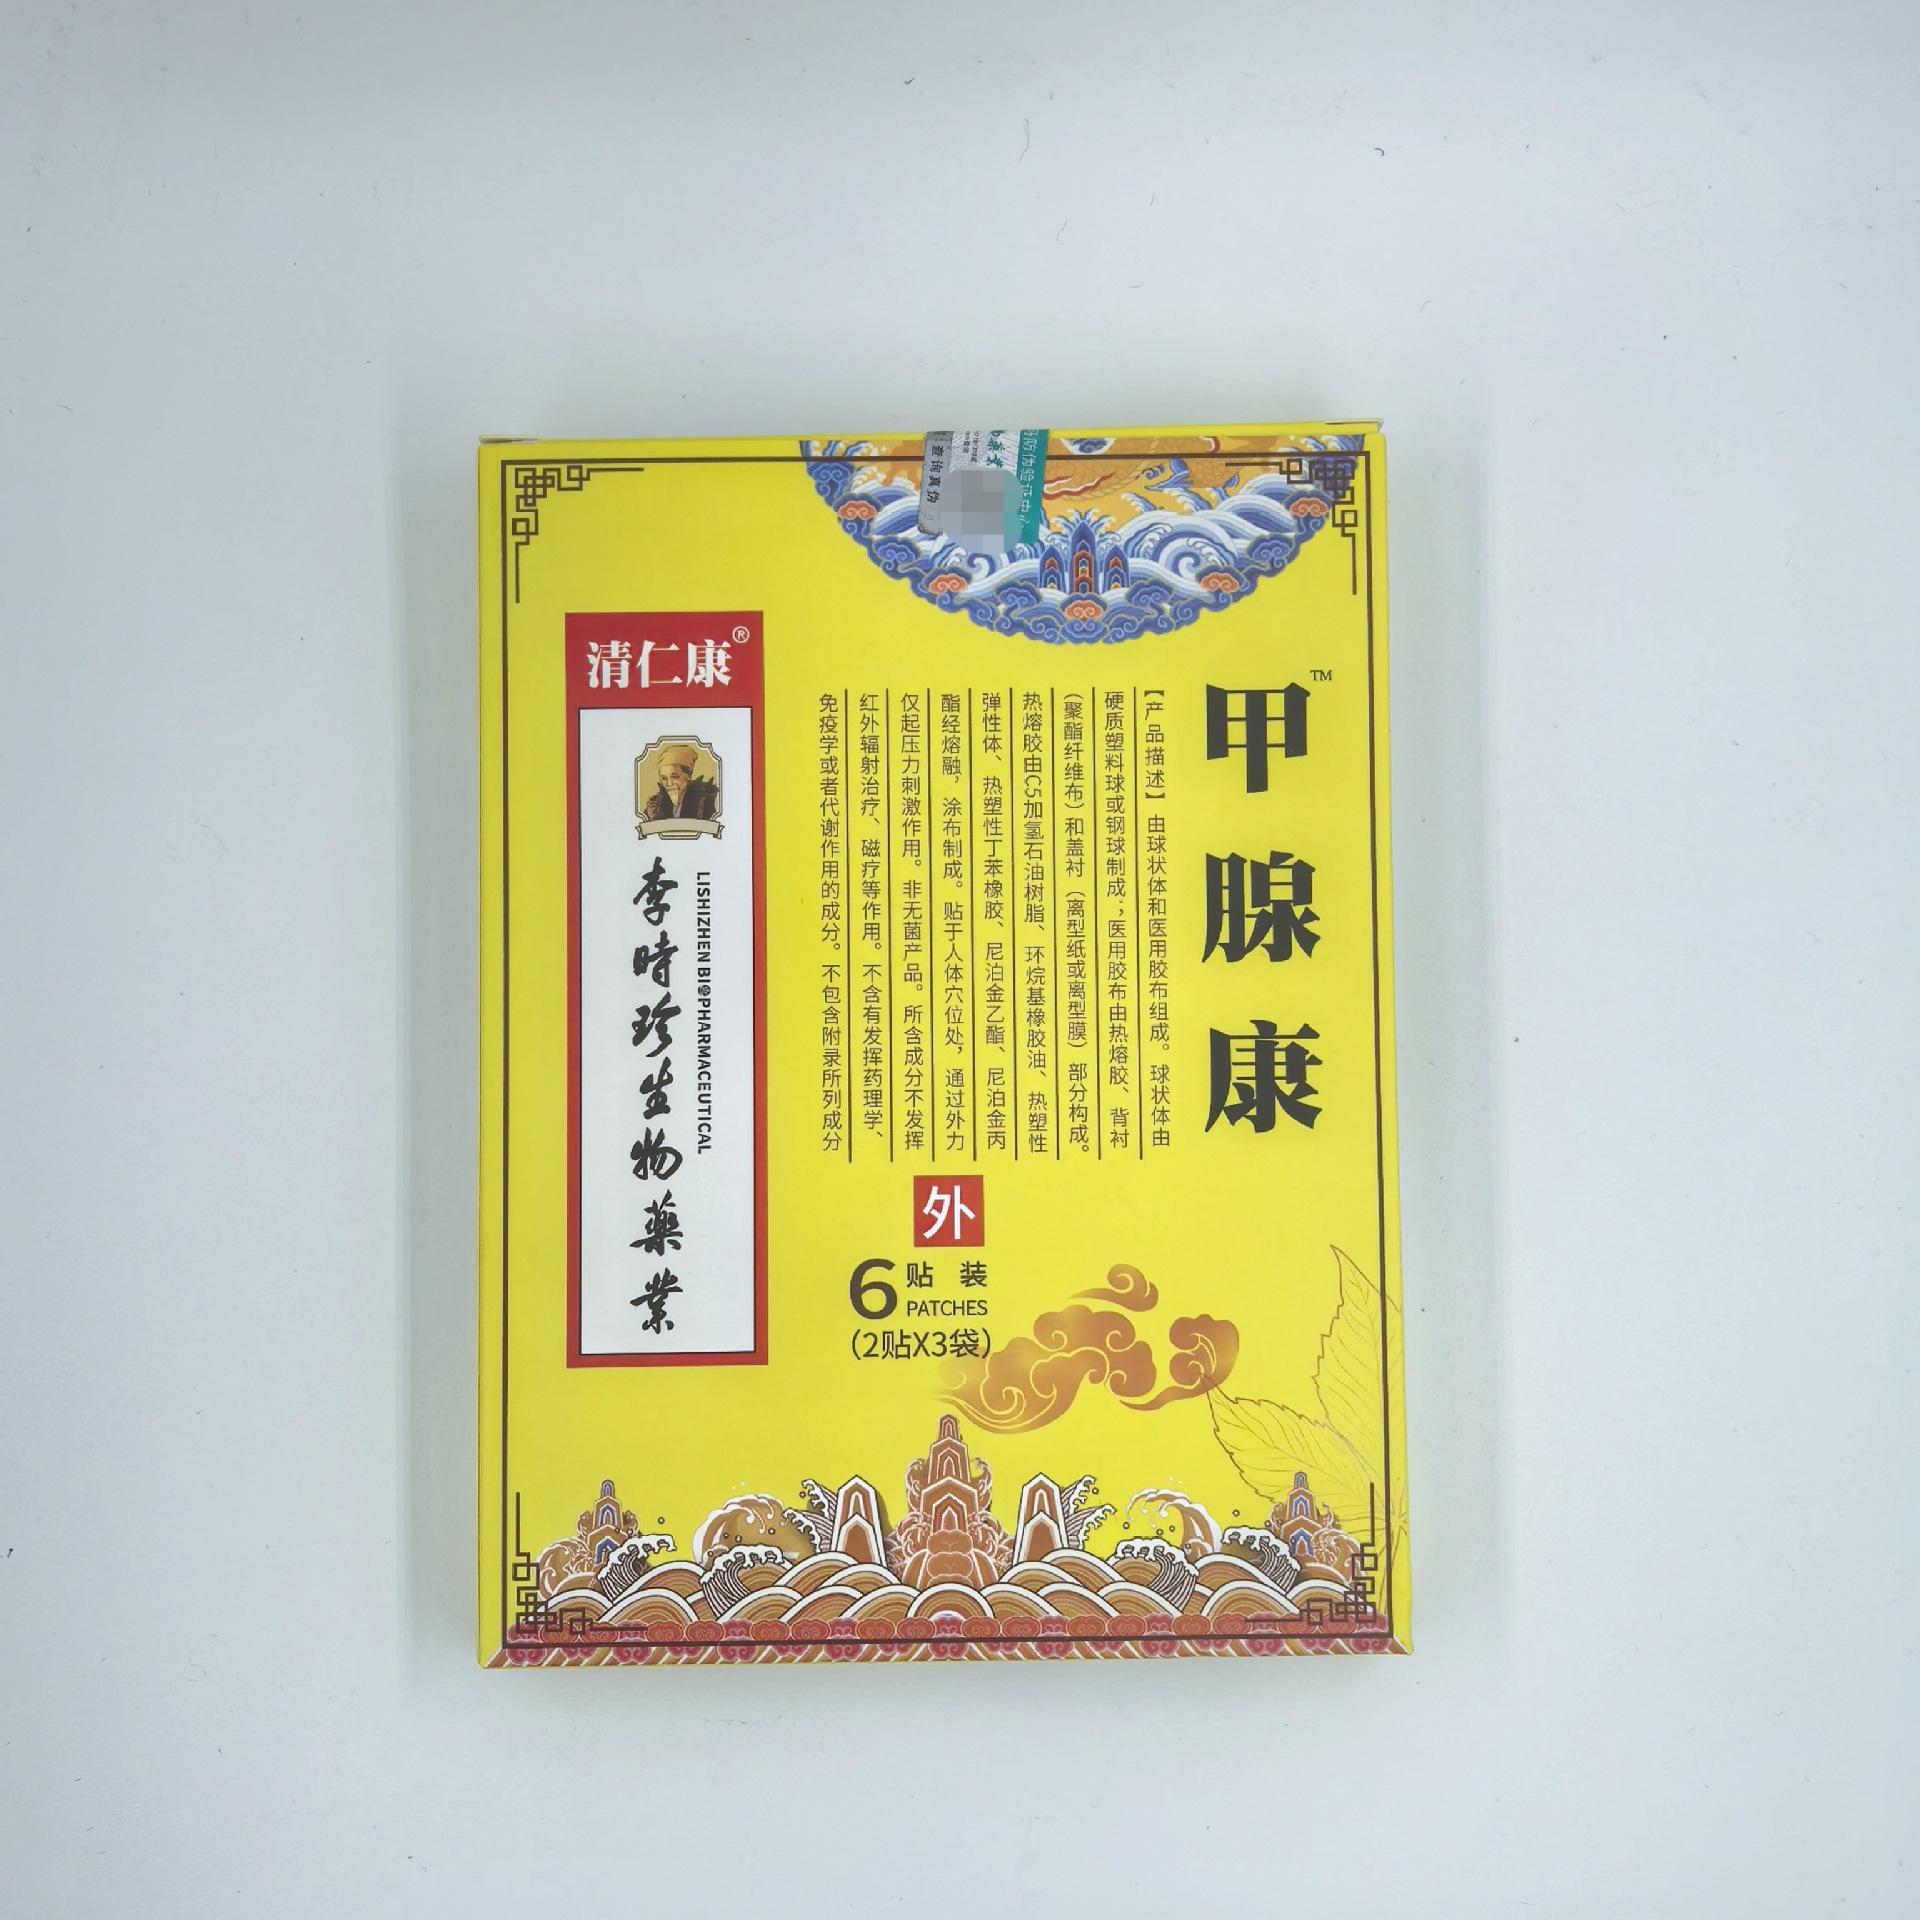 清仁康®
李時珍生物藥業
LISHIZHEN BIOPHARMACEUTICAL
甲腺康™
【产品描述】由球状体和医用胶布组成。球状体由
硬质塑料球或钢球制成；医用胶布由热熔胶、背衬
（聚酯纤维布）和盖衬（离型纸或离型膜）部分构成。
热熔胶由C5加氢石油树脂、环烷基橡胶油、热塑性
弹性体、热塑性丁苯橡胶、尼泊金乙酯、尼泊金丙
酯经熔融，涂布制成。贴于人体穴位处，通过外力
仅起压力刺激作用。非无菌产品。所含成分不发挥
红外辐射治疗、磁疗等作用。不含有发挥药理学、
免疫学或者代谢作用的成分。不包含附录所列成分
外
6贴装
PATCHES
（2贴X3袋）
查询真伪
防伪验证中心